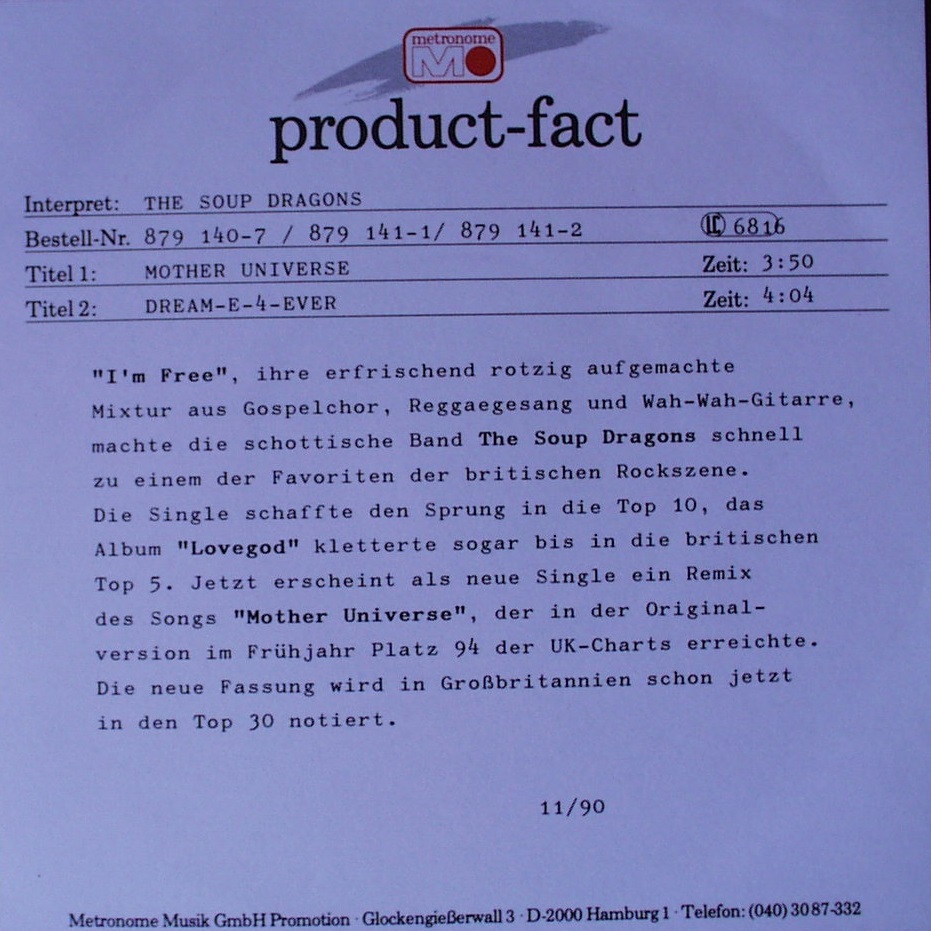 metronome
M
product-fact
Interpret: THE SOUP DRAGONS
Bestell-Nr. 879 140-7 / 879 141-1/ 879 141-2 LC 6816
Titel 1: MOTHER UNIVERSE Zeit: 3:50
Titel 2: DREAM-E-4-EVER Zeit: 4:04
"I'm Free", ihre erfrischend rotzig aufgemachte
Mixtur aus Gospelchor, Reggaegesang und Wah-Wah-Gitarre,
machte die schottische Band The Soup Dragons schnell
zu einem der Favoriten der britischen Rockszene.
Die Single schaffte den Sprung in die Top 10, das
Album "Lovegod" kletterte sogar bis in die britischen
Top 5. Jetzt erscheint als neue Single ein Remix
des Songs "Mother Universe", der in der Original-
version im Frühjahr Platz 94 der UK-Charts erreichte.
Die neue Fassung wird in Großbritannien schon jetzt
in den Top 30 notiert.
11/90
Metronome Musik GmbH Promotion · Glockengießerwall 3 · D-2000 Hamburg 1 · Telefon: (040) 30 87-332